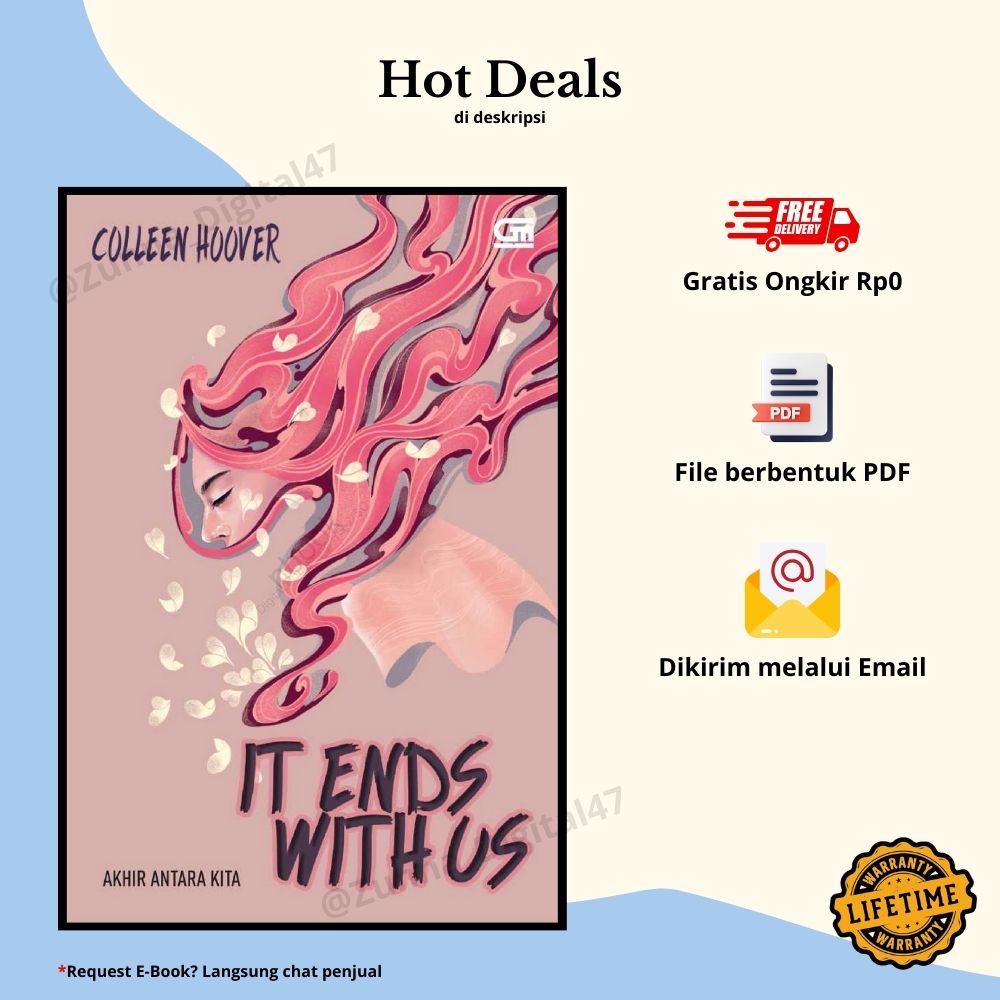 Hot Deals
di deskripsi
COLLEEN HOOVER
GM
FREE
DELIVERY
Gratis Ongkir Rp0
PDF
File berbentuk PDF
@
Dikirim melalui Email
IT ENDS
WITH US
AKHIR ANTARA KITA
WARRANTY
LIFETIME
WARRANTY
*Request E-Book? Langsung chat penjual